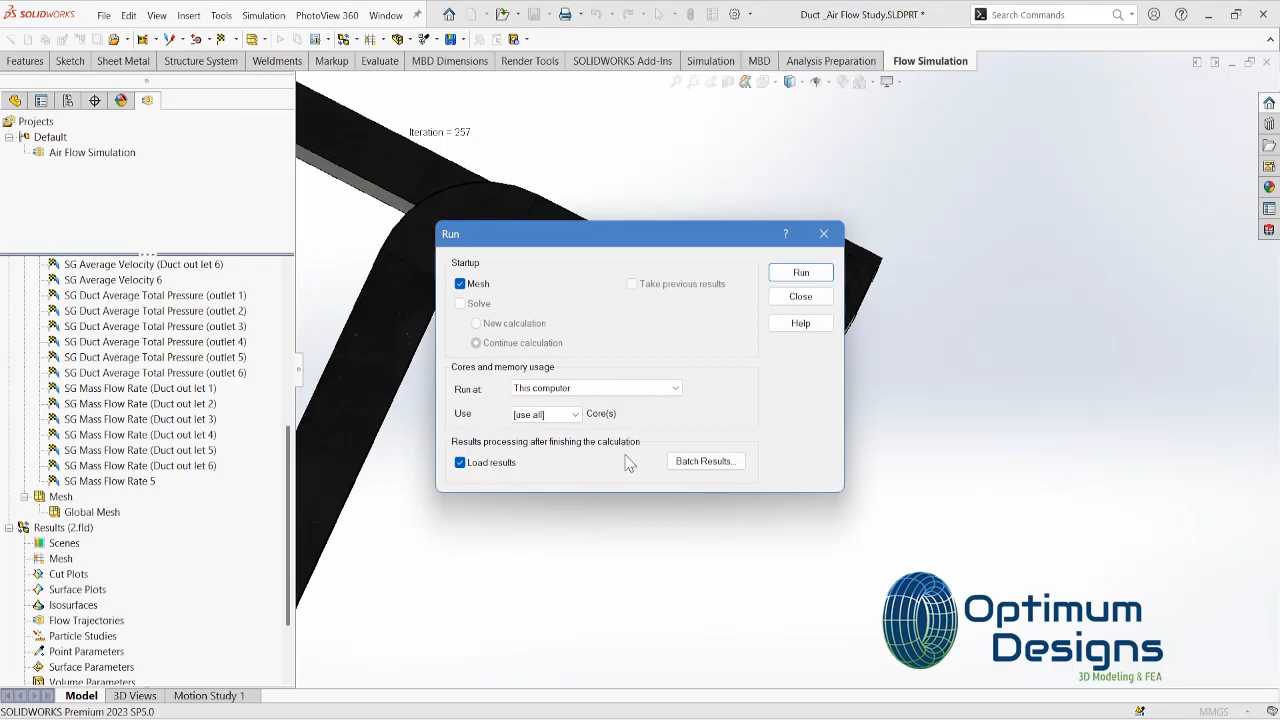 SOLIDWORKS
File
Edit
View
Insert
Tools
Simulation
PhotoView 360
Window
Duct _Air Flow Study.SLDPRT *
Search Commands
Features
Sketch
Sheet Metal
Structure System
Weldments
Markup
Evaluate
MBD Dimensions
Render Tools
SOLIDWORKS Add-Ins
Simulation
MBD
Analysis Preparation
Flow Simulation
Projects
Default
Air Flow Simulation
Iteration = 257
SG Average Velocity (Duct out let 6)
SG Average Velocity 6
SG Duct Average Total Pressure (outlet 1)
SG Duct Average Total Pressure (outlet 2)
SG Duct Average Total Pressure (outlet 3)
SG Duct Average Total Pressure (outlet 4)
SG Duct Average Total Pressure (outlet 5)
SG Duct Average Total Pressure (outlet 6)
SG Mass Flow Rate (Duct out let 1)
SG Mass Flow Rate (Duct out let 2)
SG Mass Flow Rate (Duct out let 3)
SG Mass Flow Rate (Duct out let 4)
SG Mass Flow Rate (Duct out let 5)
SG Mass Flow Rate (Duct out let 6)
SG Mass Flow Rate 5
Mesh
Global Mesh
Results (2.fld)
Scenes
Mesh
Cut Plots
Surface Plots
Isosurfaces
Flow Trajectories
Particle Studies
Point Parameters
Surface Parameters
Volume Parameters
Run
?
Startup
Mesh
Take previous results
Solve
New calculation
Continue calculation
Run
Close
Help
Cores and memory usage
Run at:
This computer
Use
[use all]
Core(s)
Results processing after finishing the calculation
Load results
Batch Results...
Optimum
Designs
3D Modeling & FEA
Model
3D Views
Motion Study 1
SOLIDWORKS Premium 2023 SP5.0
MMGS